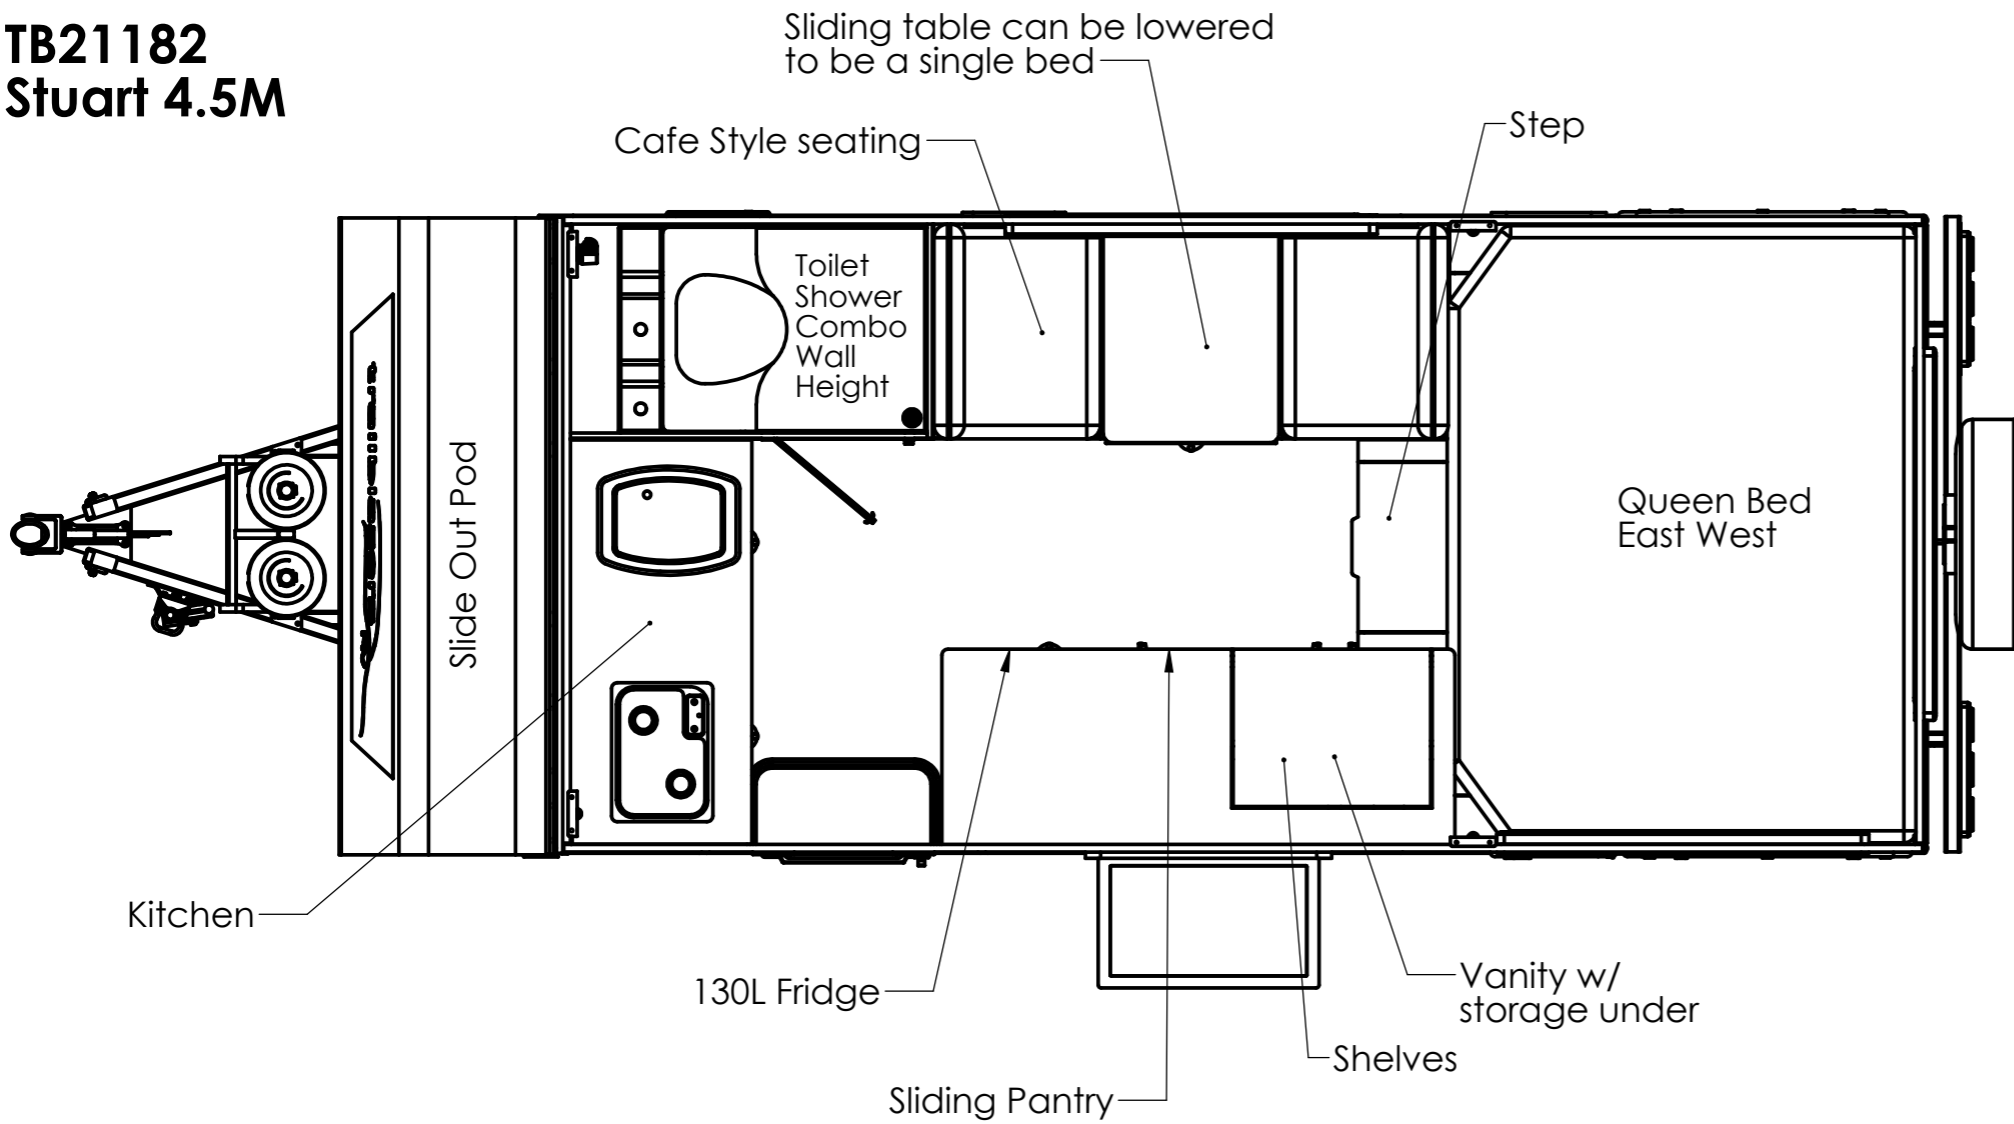 TB21182
Stuart 4.5M
Sliding table can be lowered
to be a single bed
Cafe Style seating
Step
Toilet
Shower
Combo
Wall
Height
Slide Out Pod
Queen Bed
East West
Kitchen
130L Fridge
Vanity w/
storage under
Shelves
Sliding Pantry